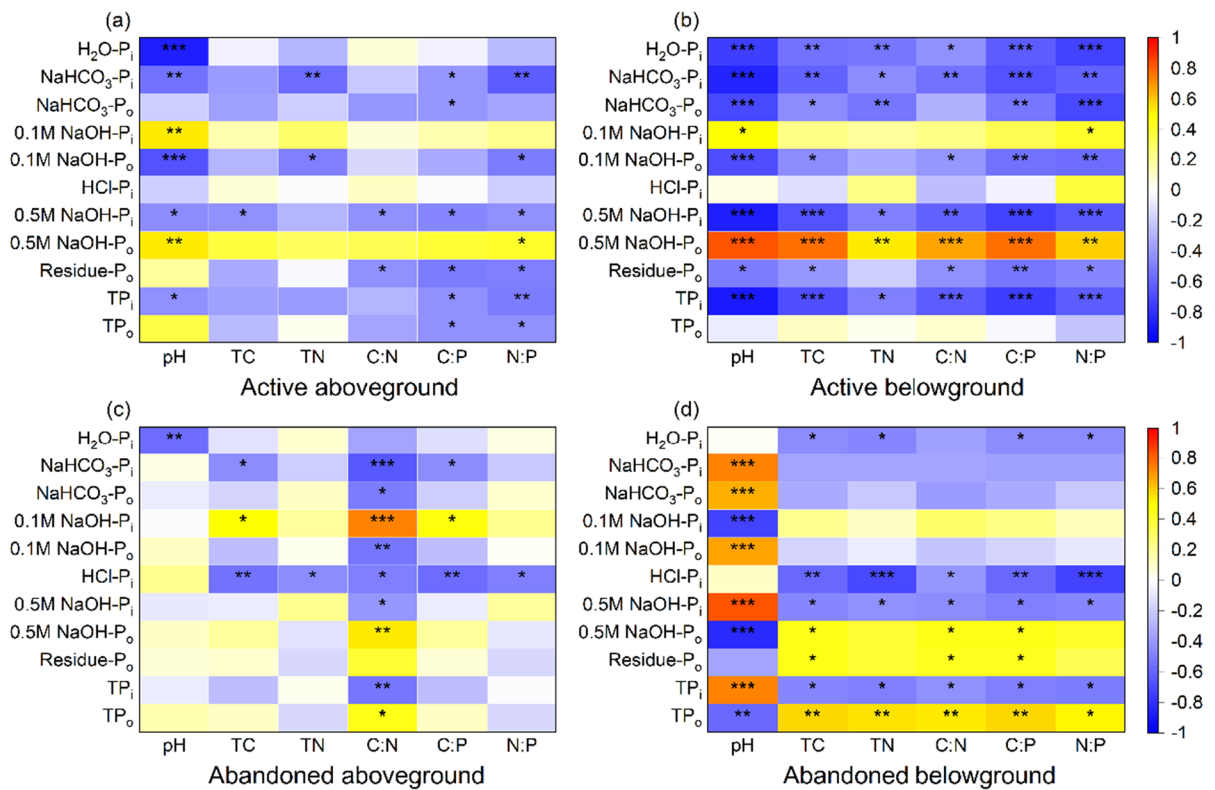 (a)
H₂O-Pᵢ *** 
NaHCO₃-Pᵢ ** ** * **
NaHCO₃-Pₒ *
0.1M NaOH-Pᵢ **
0.1M NaOH-Pₒ *** * *
HCl-Pᵢ
0.5M NaOH-Pᵢ * * * * *
0.5M NaOH-Pₒ ** *
Residue-Pₒ * * *
TPᵢ * * **
TPₒ * *
pH TC TN C:N C:P N:P
Active aboveground
(b)
H₂O-Pᵢ *** ** ** * *** ***
NaHCO₃-Pᵢ *** ** * ** *** **
NaHCO₃-Pₒ *** * ** ** ***
0.1M NaOH-Pᵢ * *
0.1M NaOH-Pₒ *** * * ** **
HCl-Pᵢ
0.5M NaOH-Pᵢ *** *** * ** *** ***
0.5M NaOH-Pₒ *** *** ** *** *** **
Residue-Pₒ * * * ** *
TPᵢ *** *** * *** *** ***
TPₒ
pH TC TN C:N C:P N:P
Active belowground
1
0.8
0.6
0.4
0.2
0
-0.2
-0.4
-0.6
-0.8
-1
(c)
H₂O-Pᵢ **
NaHCO₃-Pᵢ * *** *
NaHCO₃-Pₒ *
0.1M NaOH-Pᵢ * *** *
0.1M NaOH-Pₒ **
HCl-Pᵢ ** * * ** *
0.5M NaOH-Pᵢ *
0.5M NaOH-Pₒ **
Residue-Pₒ
TPᵢ **
TPₒ *
pH TC TN C:N C:P N:P
Abandoned aboveground
(d)
H₂O-Pᵢ * * * *
NaHCO₃-Pᵢ ***
NaHCO₃-Pₒ ***
0.1M NaOH-Pᵢ ***
0.1M NaOH-Pₒ ***
HCl-Pᵢ ** *** * ** ***
0.5M NaOH-Pᵢ *** * * * * *
0.5M NaOH-Pₒ *** * * *
Residue-Pₒ * * *
TPᵢ *** * * * * *
TPₒ ** ** ** ** ** *
pH TC TN C:N C:P N:P
Abandoned belowground
1
0.8
0.6
0.4
0.2
0
-0.2
-0.4
-0.6
-0.8
-1